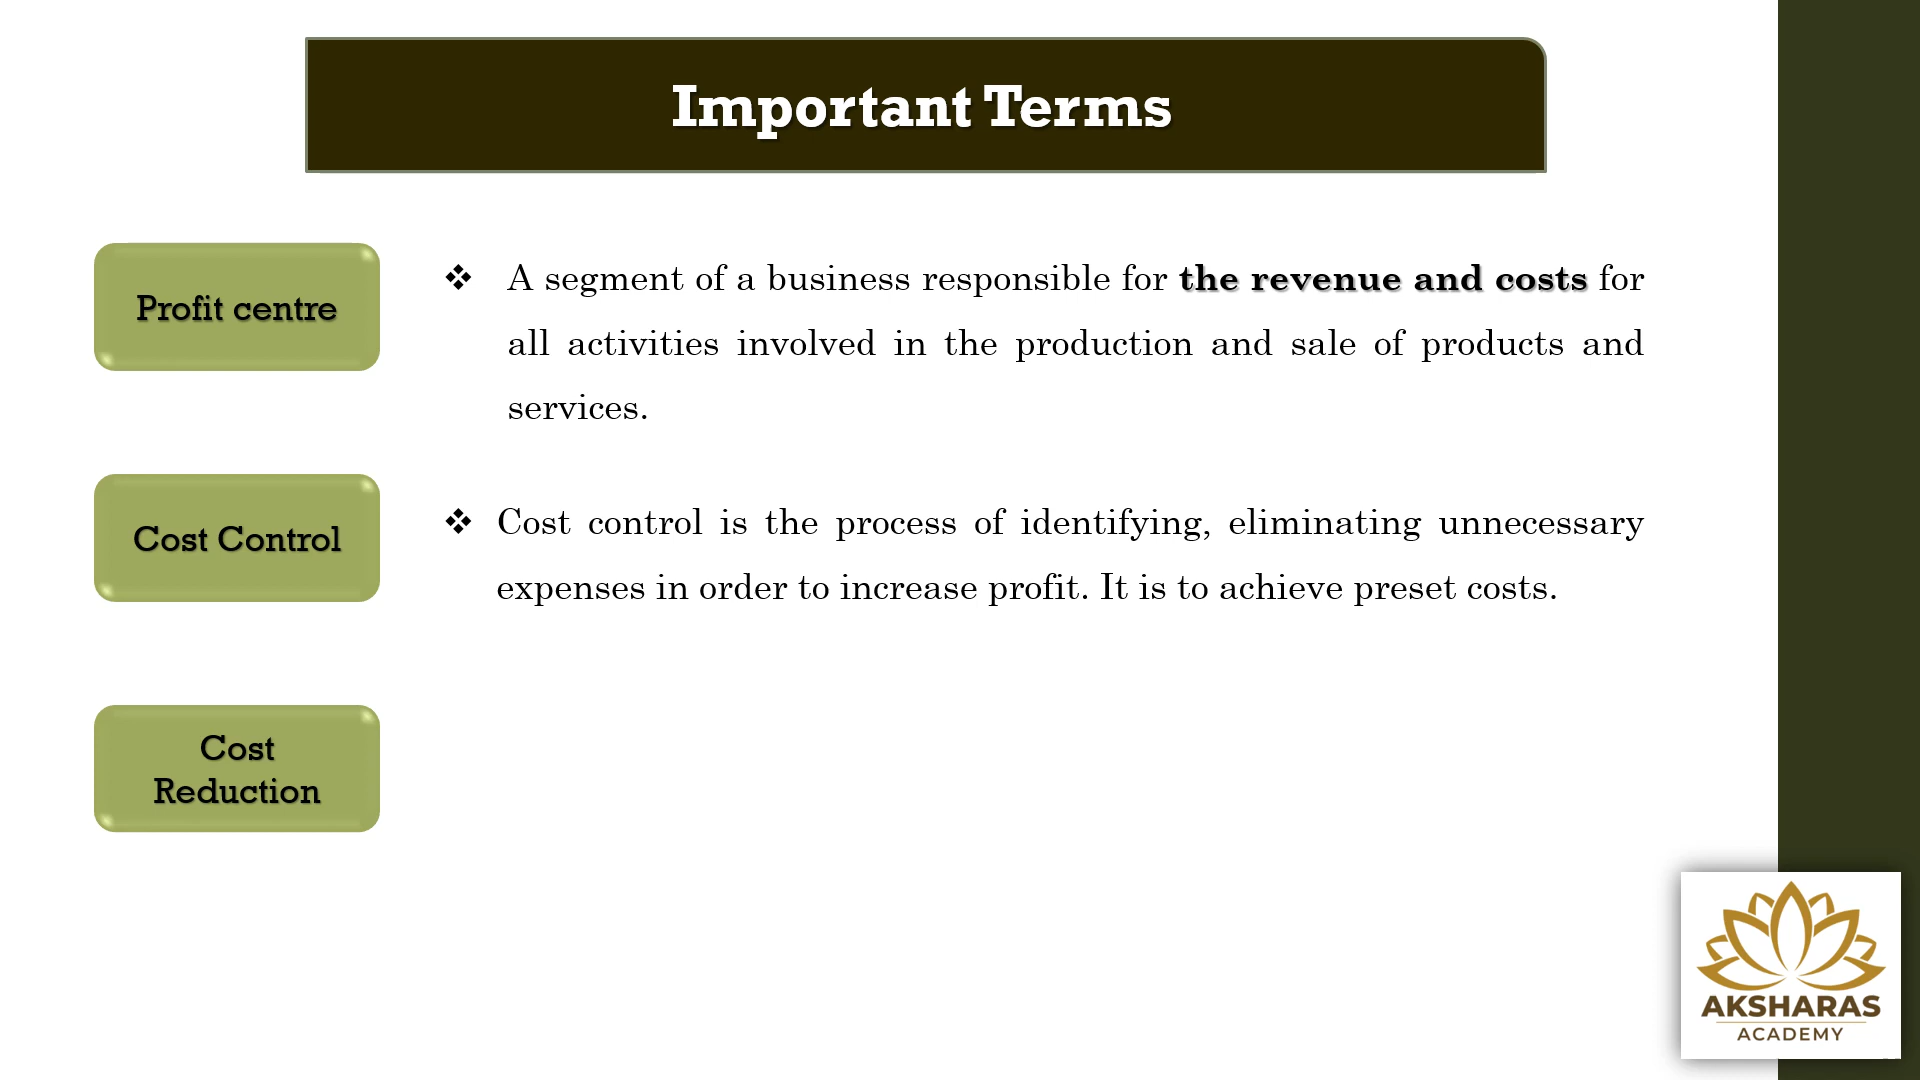 Important Terms
Profit centre
❖ A segment of a business responsible for the revenue and costs for
all activities involved in the production and sale of products and
services.
Cost Control
❖ Cost control is the process of identifying, eliminating unnecessary
expenses in order to increase profit. It is to achieve preset costs.
Cost
Reduction
AKSHARAS
ACADEMY